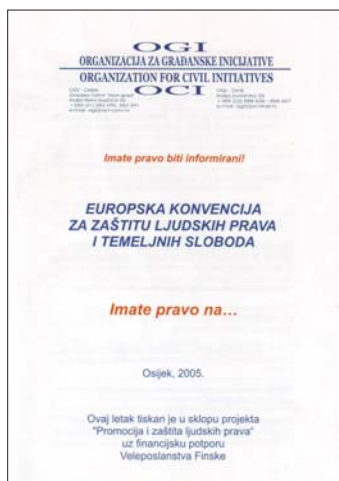 OGI
ORGANIZACIJA ZA GRAĐANSKE INICIJATIVE
ORGANIZATION FOR CIVIL INITIATIVES
OCI
Imate pravo biti informirani!
EUROPSKA KONVENCIJA
ZA ZAŠTITU LJUDSKIH PRAVA
I TEMELJNIH SLOBODA
Imate pravo na...
Osijek, 2005.
Ovaj letak tiskan je u sklopu projekta
"Promocija i zaštita ljudskih prava"
uz financijsku potporu
Veleposlanstva Finske